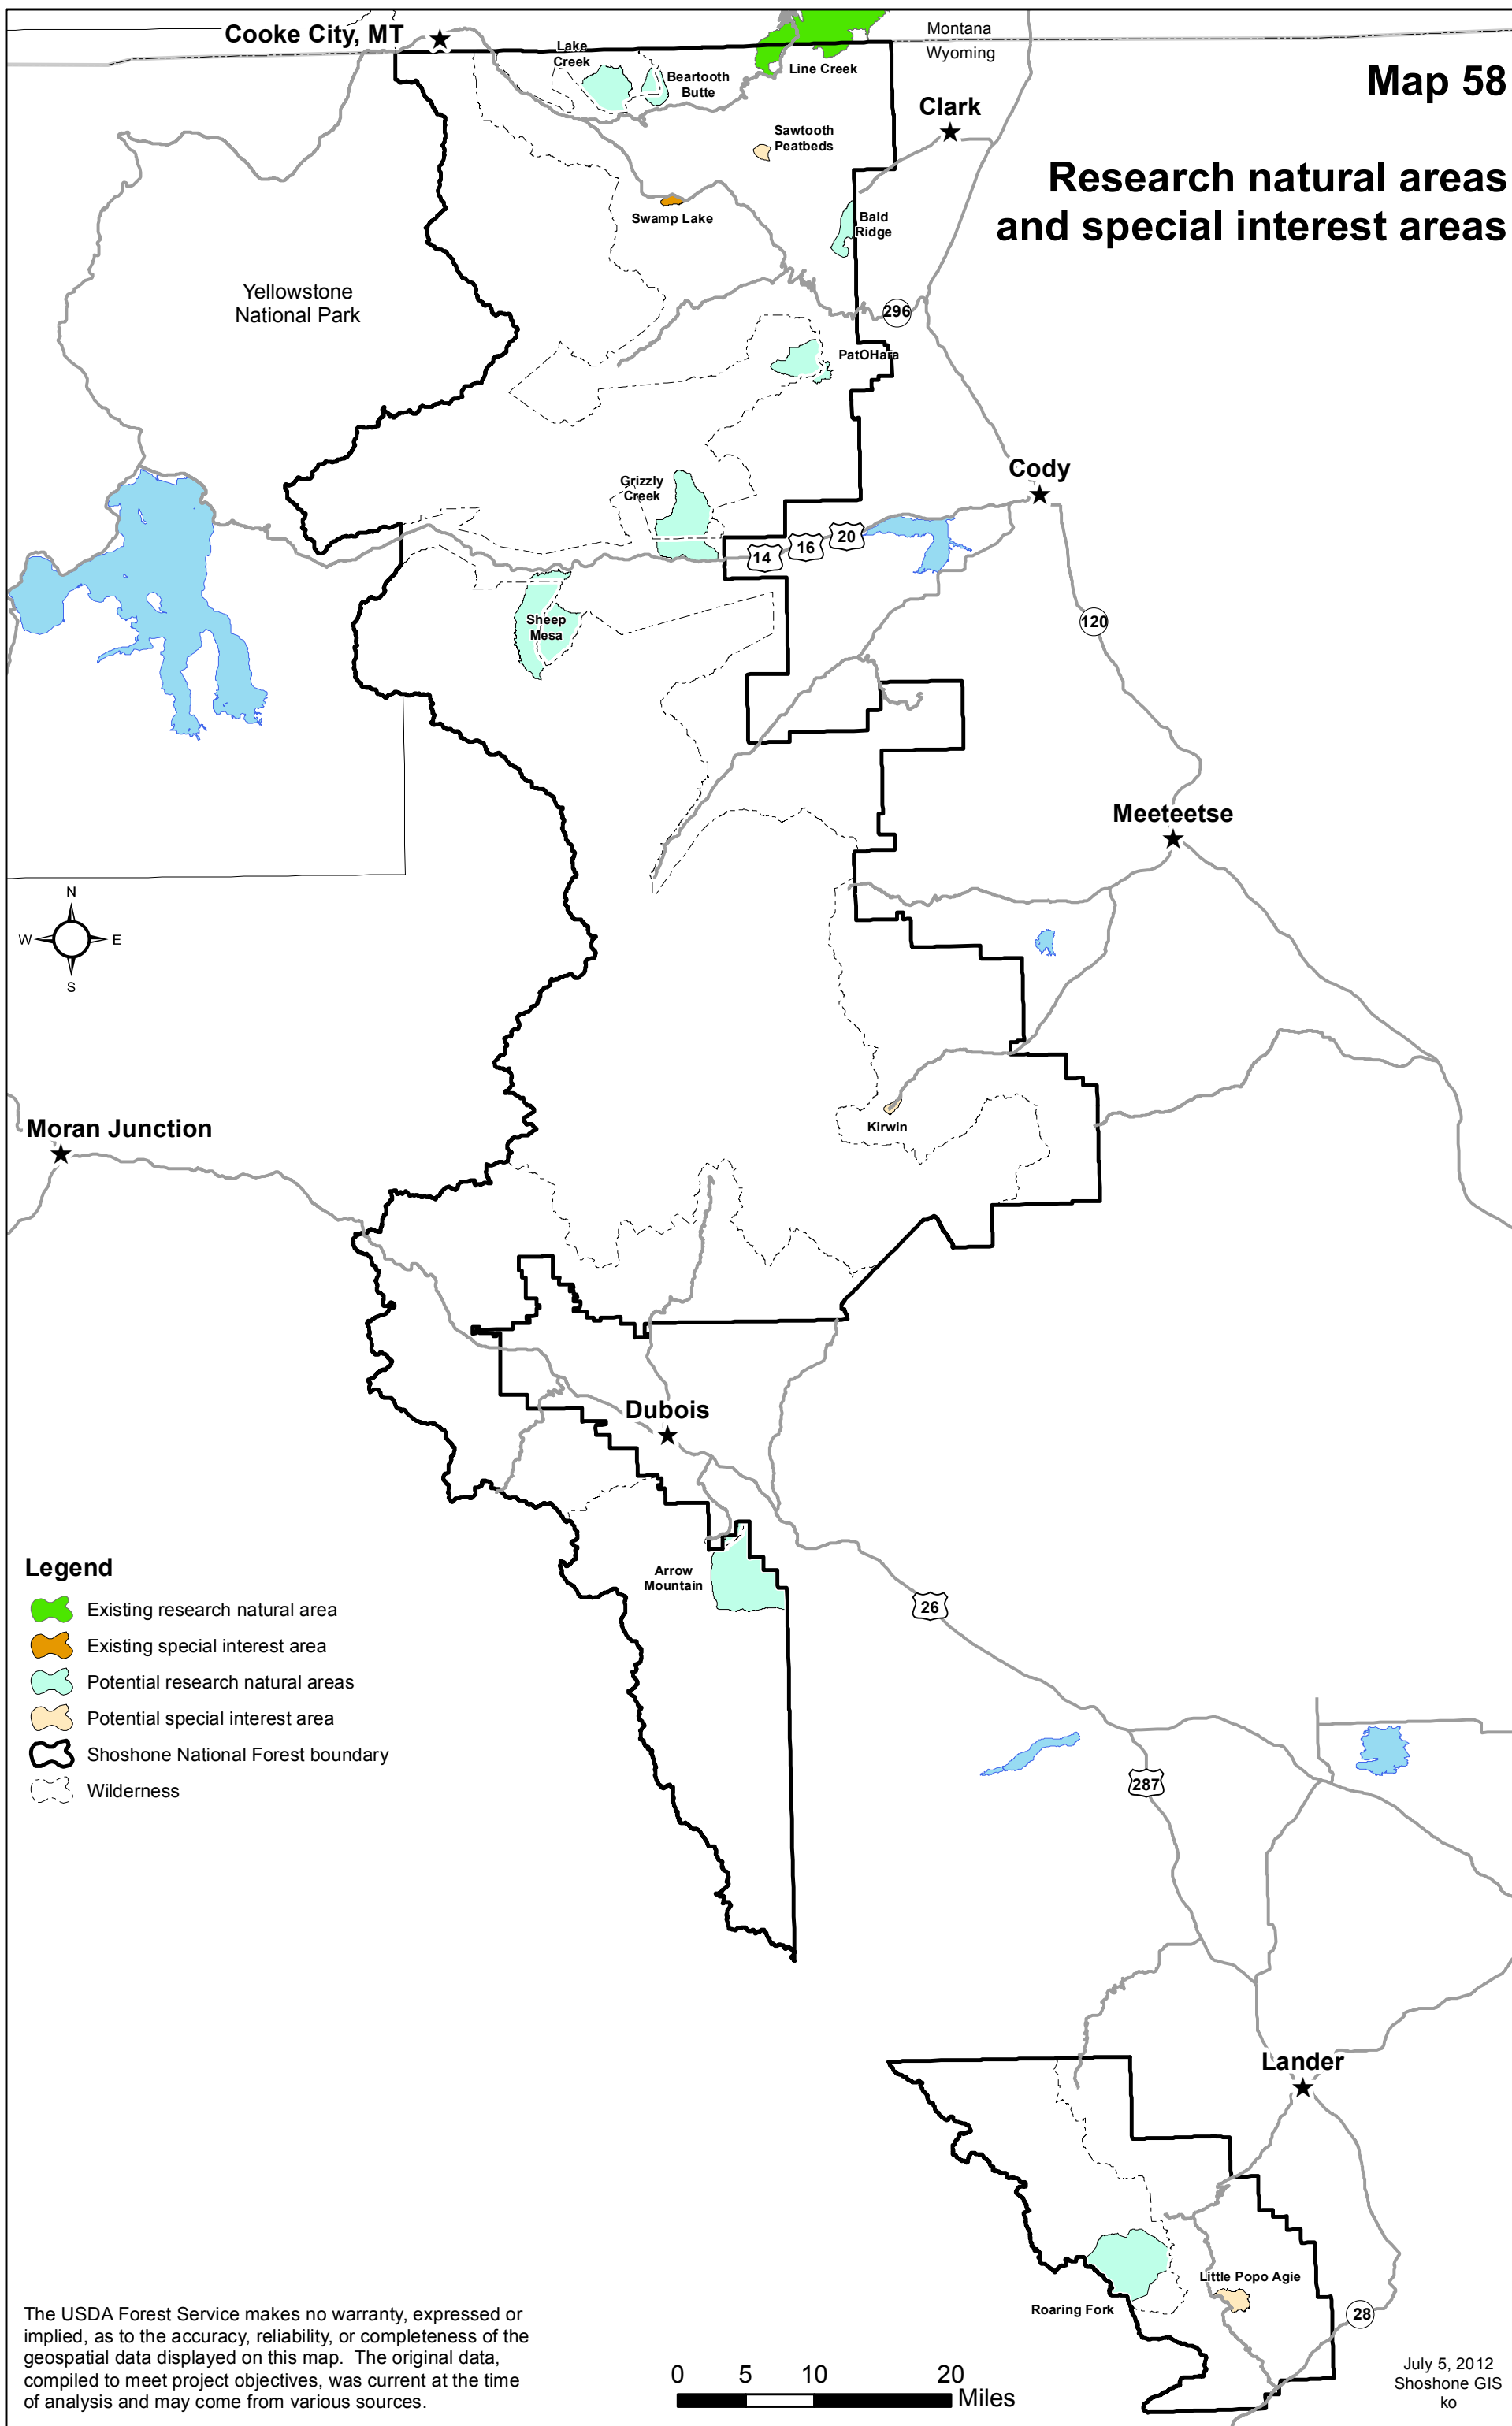 Cooke City, MT
Montana
Wyoming
Map 58
Research natural areas
and special interest areas
Lake
Creek
Beartooth
Butte
Line Creek
Clark
Sawtooth
Peatbeds
Swamp Lake
Bald
Ridge
Yellowstone
National Park
296
PatOHara
Cody
Grizzly
Creek
14
16
20
Sheep
Mesa
120
Meeteetse
N
W
E
S
Moran Junction
Kirwin
Dubois
Arrow
Mountain
26
Legend
Existing research natural area
Existing special interest area
Potential research natural areas
Potential special interest area
Shoshone National Forest boundary
Wilderness
287
Lander
Little Popo Agie
Roaring Fork
28
The USDA Forest Service makes no warranty, expressed or
implied, as to the accuracy, reliability, or completeness of the
geospatial data displayed on this map. The original data,
compiled to meet project objectives, was current at the time
of analysis and may come from various sources.
0 5 10 20
Miles
July 5, 2012
Shoshone GIS
ko